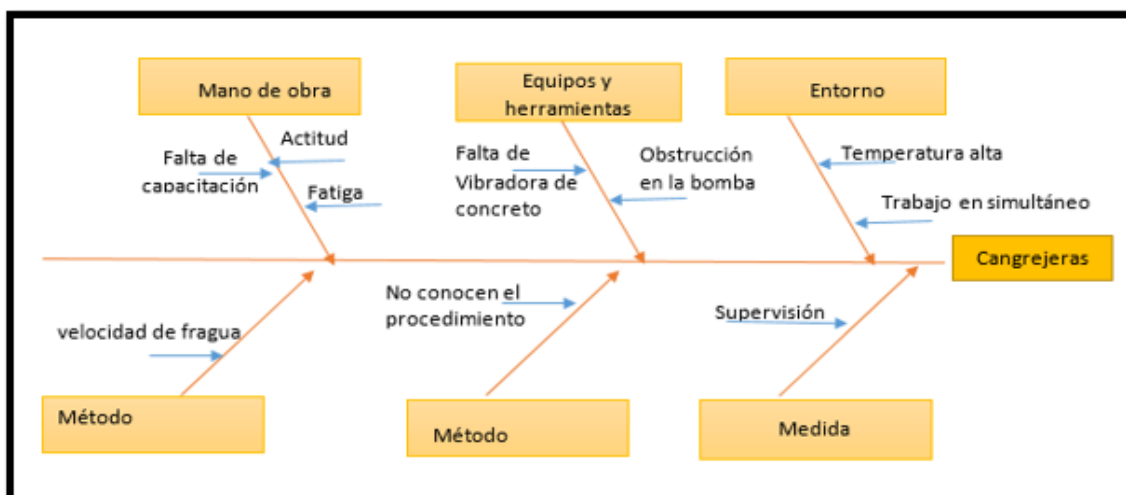 Mano de obra
Equipos y
herramientas
Entorno
Actitud
Falta de
capacitación
Fatiga
Falta de
Vibradora de
concreto
Obstrucción
en la bomba
Temperatura alta
Trabajo en simultáneo
Cangrejeras
velocidad de fragua
No conocen el
procedimiento
Supervisión
Método
Método
Medida